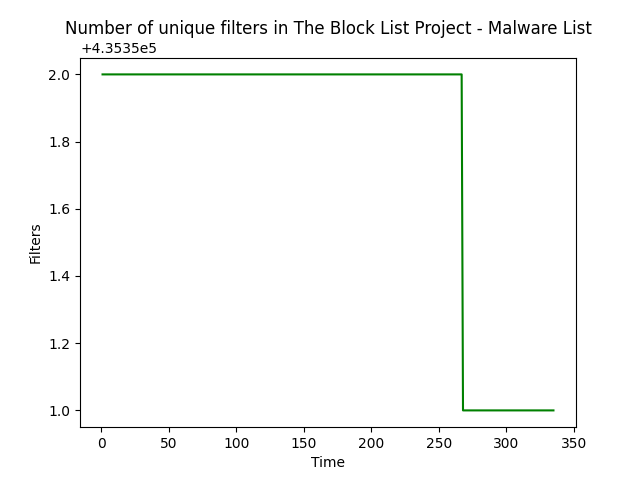 Number of unique filters in The Block List Project - Malware List
+4.3535e5
2.0
1.8
1.6
1.4
1.2
1.0
Filters
0 50 100 150 200 250 300 350
Time